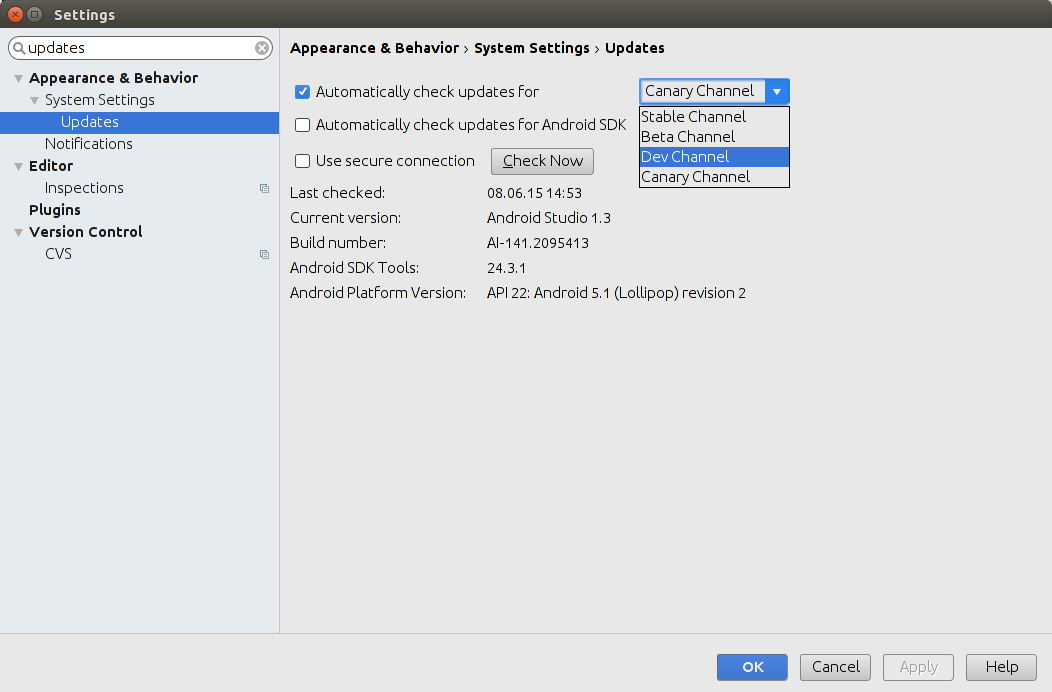 Settings
updates
Appearance & Behavior
System Settings
Updates
Notifications
Editor
Inspections
Plugins
Version Control
CVS
Appearance & Behavior › System Settings › Updates
Automatically check updates for
Canary Channel
Stable Channel
Beta Channel
Dev Channel
Canary Channel
Automatically check updates for Android SDK
Use secure connection
Check Now
Last checked: 08.06.15 14:53
Current version: Android Studio 1.3
Build number: AI-141.2095413
Android SDK Tools: 24.3.1
Android Platform Version: API 22: Android 5.1 (Lollipop) revision 2
OK
Cancel
Apply
Help